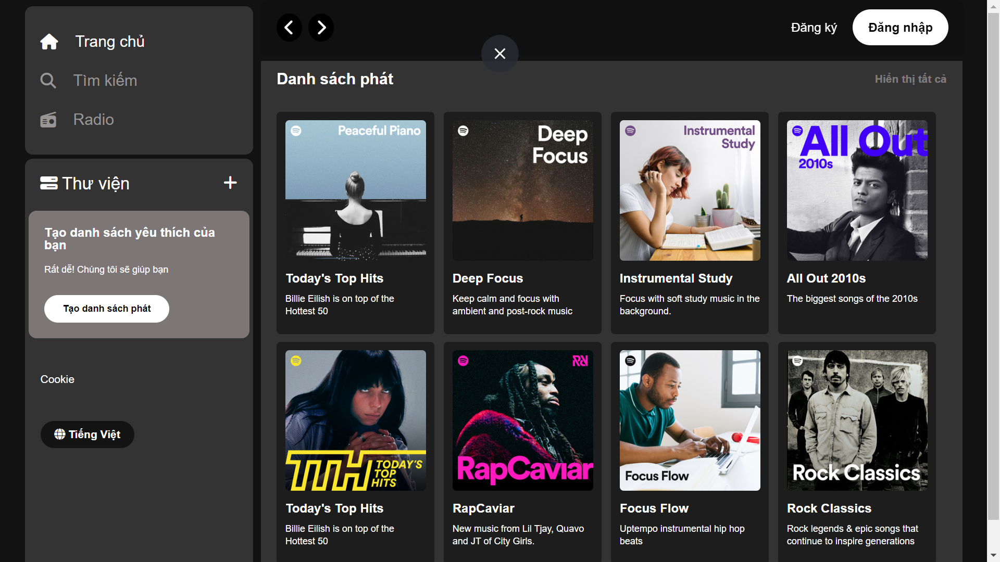 Trang chủ
Tìm kiếm
Radio
Thư viện
Tạo danh sách yêu thích của
bạn
Rất dễ! Chúng tôi sẽ giúp bạn
Tạo danh sách phát
Cookie
Tiếng Việt
Đăng ký
Đăng nhập
Danh sách phát
Hiển thị tất cả
Peaceful Piano
Today's Top Hits
Billie Eilish is on top of the
Hottest 50
Deep
Focus
Deep Focus
Keep calm and focus with
ambient and post-rock music
Instrumental
Study
Instrumental Study
Focus with soft study music in the
background.
All Out
2010s
All Out 2010s
The biggest songs of the 2010s
TTH TODAY'S
TOP
HITS
Today's Top Hits
Billie Eilish is on top of the
Hottest 50
RapCaviar
RapCaviar
New music from Lil Tjay, Quavo
and JT of City Girls.
Focus Flow
Focus Flow
Uptempo instrumental hip hop
beats
Rock Classics
Rock Classics
Rock legends & epic songs that
continue to inspire generations